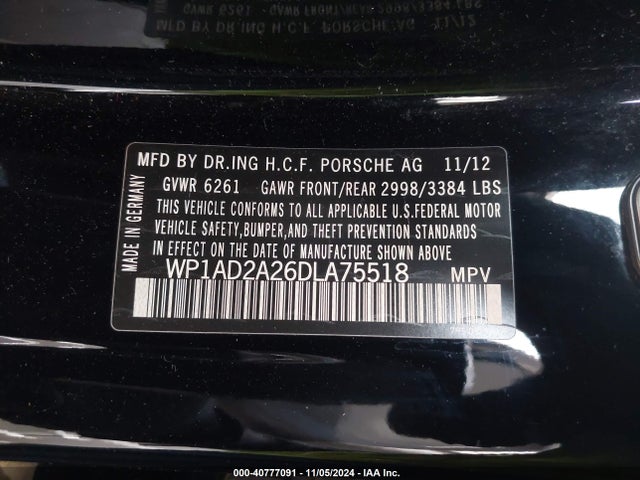 MFD BY DR.ING H.C.F. PORSCHE AG 11/12
GVWR 6261 GAWR FRONT/REAR 2998/3384 LBS
THIS VEHICLE CONFORMS TO ALL APPLICABLE U.S.FEDERAL MOTOR
VEHICLE SAFETY,BUMPER,AND THEFT PREVENTION STANDARDS
IN EFFECT ON THE DATE OF MANUFACTURE SHOWN ABOVE
WP1AD2A26DLA75518 MPV
MADE IN GERMANY
000-40777091 - 11/05/2024 - IAA Inc.